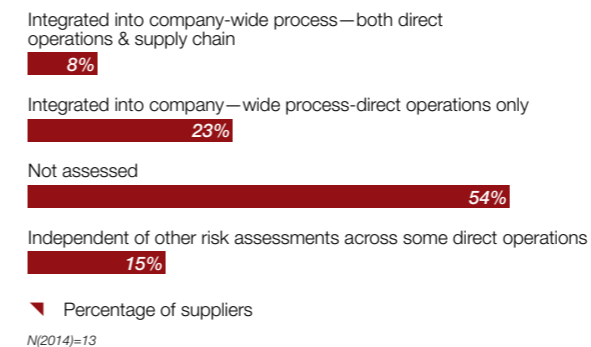 Integrated into company-wide process—both direct
operations & supply chain
8%
Integrated into company—wide process-direct operations only
23%
Not assessed
54%
Independent of other risk assessments across some direct operations
15%
Percentage of suppliers
N(2014)=13